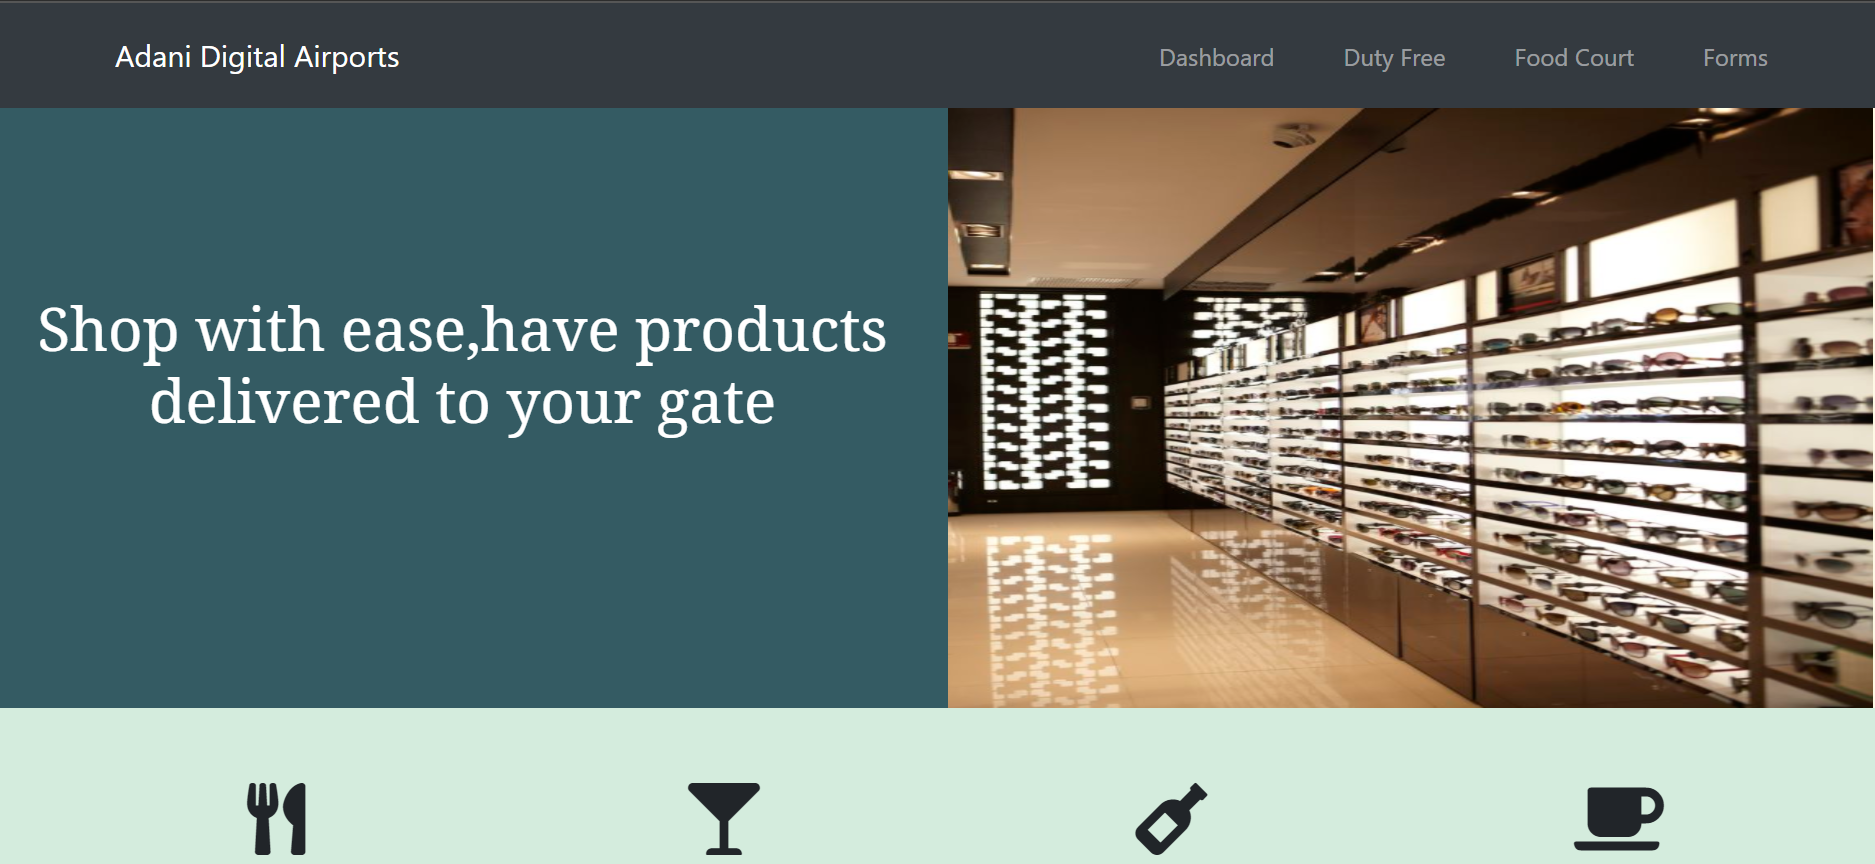 Adani Digital Airports
Dashboard Duty Free Food Court Forms
Shop with ease,have products
delivered to your gate